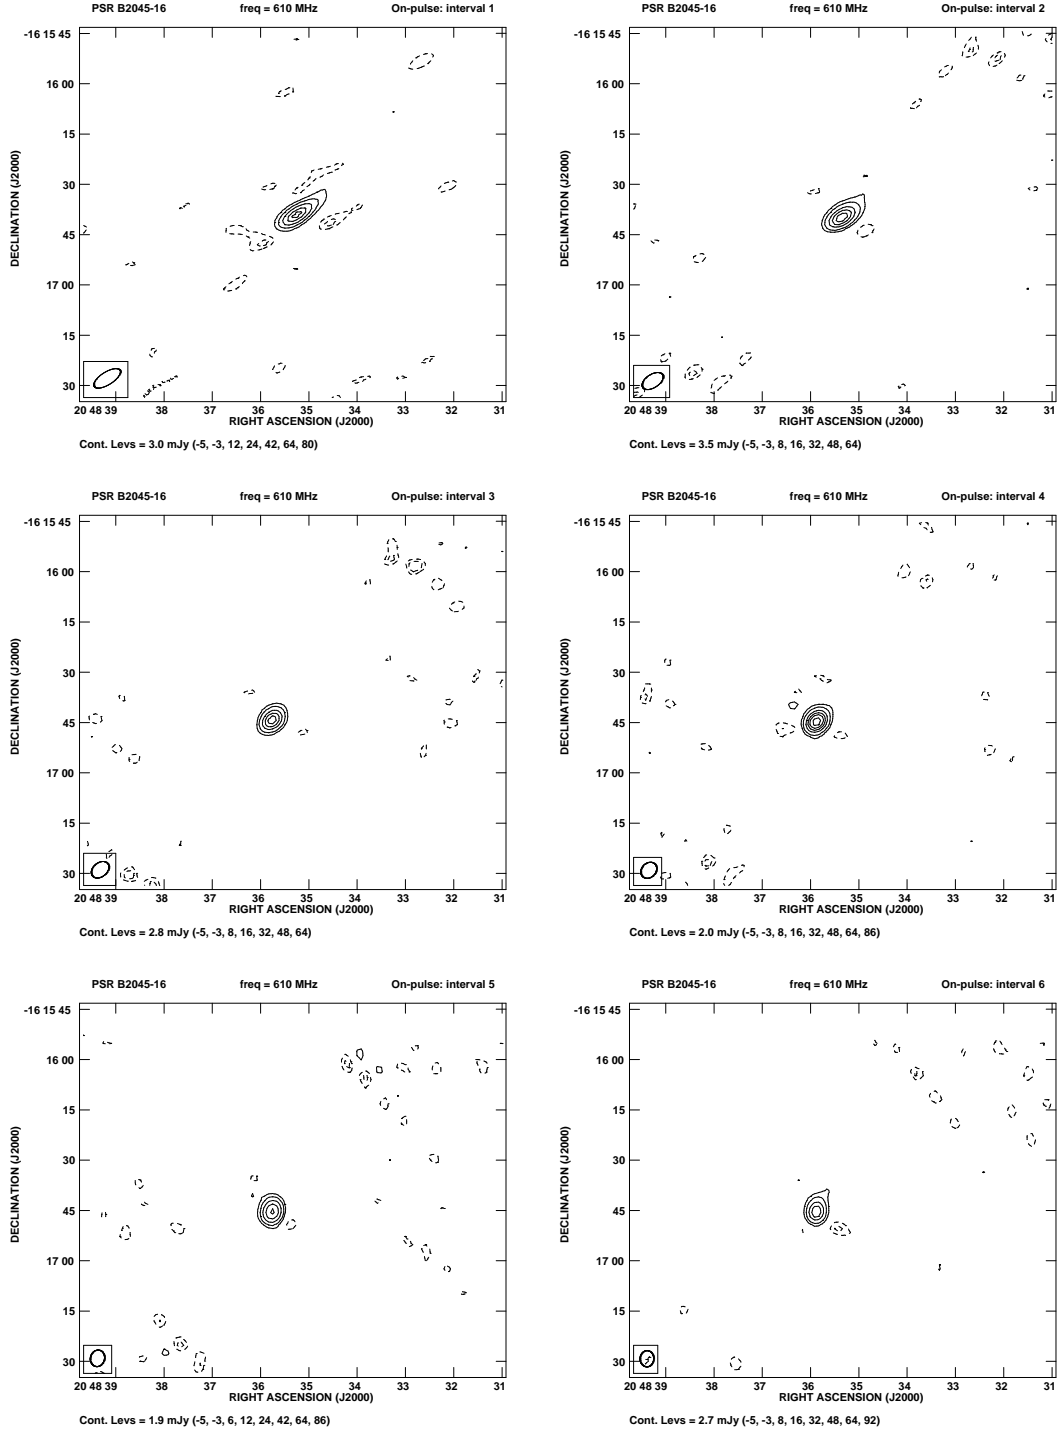 PSR B2045-16 freq = 610 MHz On-pulse: interval 1
-16 15 45
16 00
15
30
45
17 00
15
30
DECLINATION (J2000)
20 48 39 38 37 36 35 34 33 32 31
RIGHT ASCENSION (J2000)
Cont. Levs = 3.0 mJy (-5, -3, 12, 24, 42, 64, 80)
PSR B2045-16 freq = 610 MHz On-pulse: interval 2
-16 15 45
16 00
15
30
45
17 00
15
30
DECLINATION (J2000)
20 48 39 38 37 36 35 34 33 32 31
RIGHT ASCENSION (J2000)
Cont. Levs = 3.5 mJy (-5, -3, 8, 16, 32, 48, 64)
PSR B2045-16 freq = 610 MHz On-pulse: interval 3
-16 15 45
16 00
15
30
45
17 00
15
30
DECLINATION (J2000)
20 48 39 38 37 36 35 34 33 32 31
RIGHT ASCENSION (J2000)
Cont. Levs = 2.8 mJy (-5, -3, 8, 16, 32, 48, 64)
PSR B2045-16 freq = 610 MHz On-pulse: interval 4
-16 15 45
16 00
15
30
45
17 00
15
30
DECLINATION (J2000)
20 48 39 38 37 36 35 34 33 32 31
RIGHT ASCENSION (J2000)
Cont. Levs = 2.0 mJy (-5, -3, 8, 16, 32, 48, 64, 86)
PSR B2045-16 freq = 610 MHz On-pulse: interval 5
-16 15 45
16 00
15
30
45
17 00
15
30
DECLINATION (J2000)
20 48 39 38 37 36 35 34 33 32 31
RIGHT ASCENSION (J2000)
Cont. Levs = 1.9 mJy (-5, -3, 6, 12, 24, 42, 64, 86)
PSR B2045-16 freq = 610 MHz On-pulse: interval 6
-16 15 45
16 00
15
30
45
17 00
15
30
DECLINATION (J2000)
20 48 39 38 37 36 35 34 33 32 31
RIGHT ASCENSION (J2000)
Cont. Levs = 2.7 mJy (-5, -3, 8, 16, 32, 48, 64, 92)